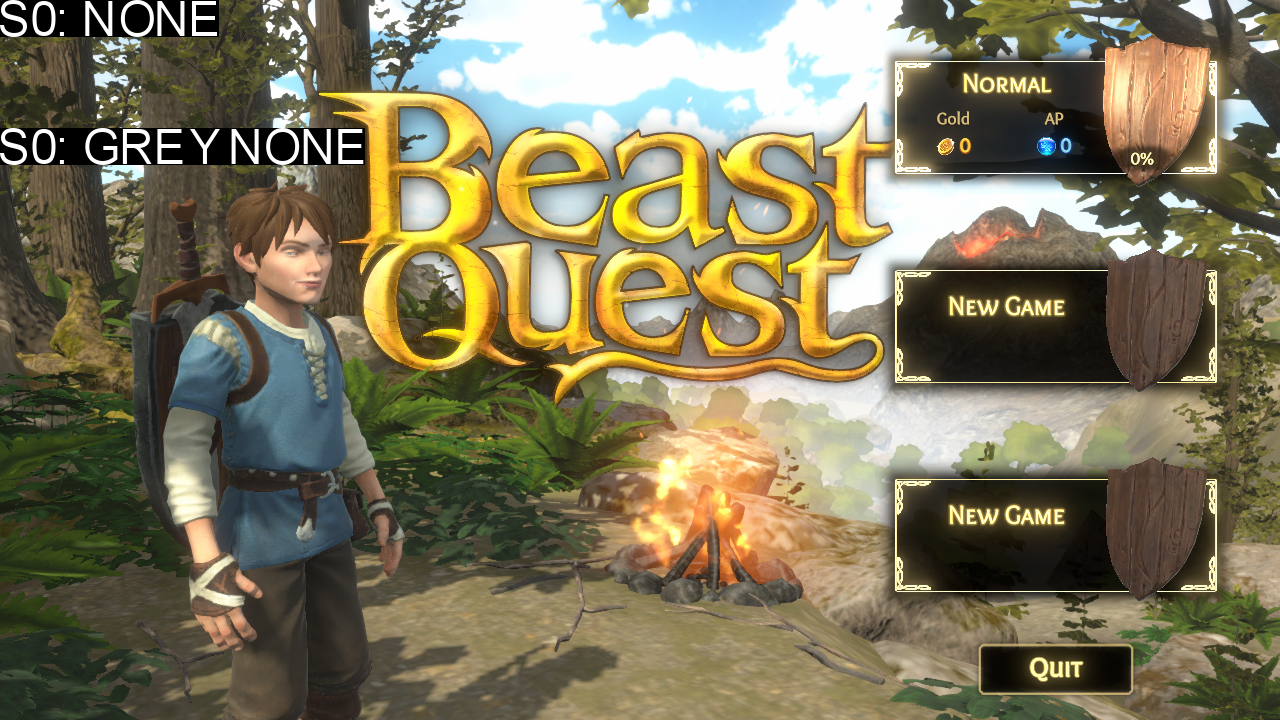 S0: NONE
S0: GREY NONE
Beast
Quest
Normal
Gold AP
0 0
0%
New Game
New Game
Quit